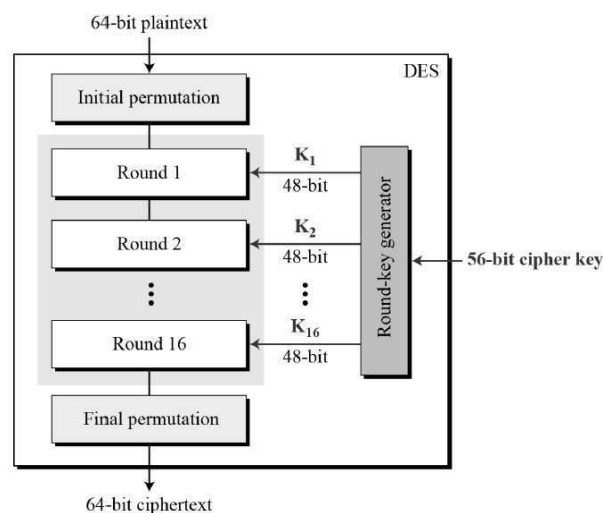 64-bit plaintext
DES
Initial permutation
Round 1
K1
48-bit
Round 2
K2
48-bit
Round-key generator
56-bit cipher key
Round 16
K16
48-bit
Final permutation
64-bit ciphertext